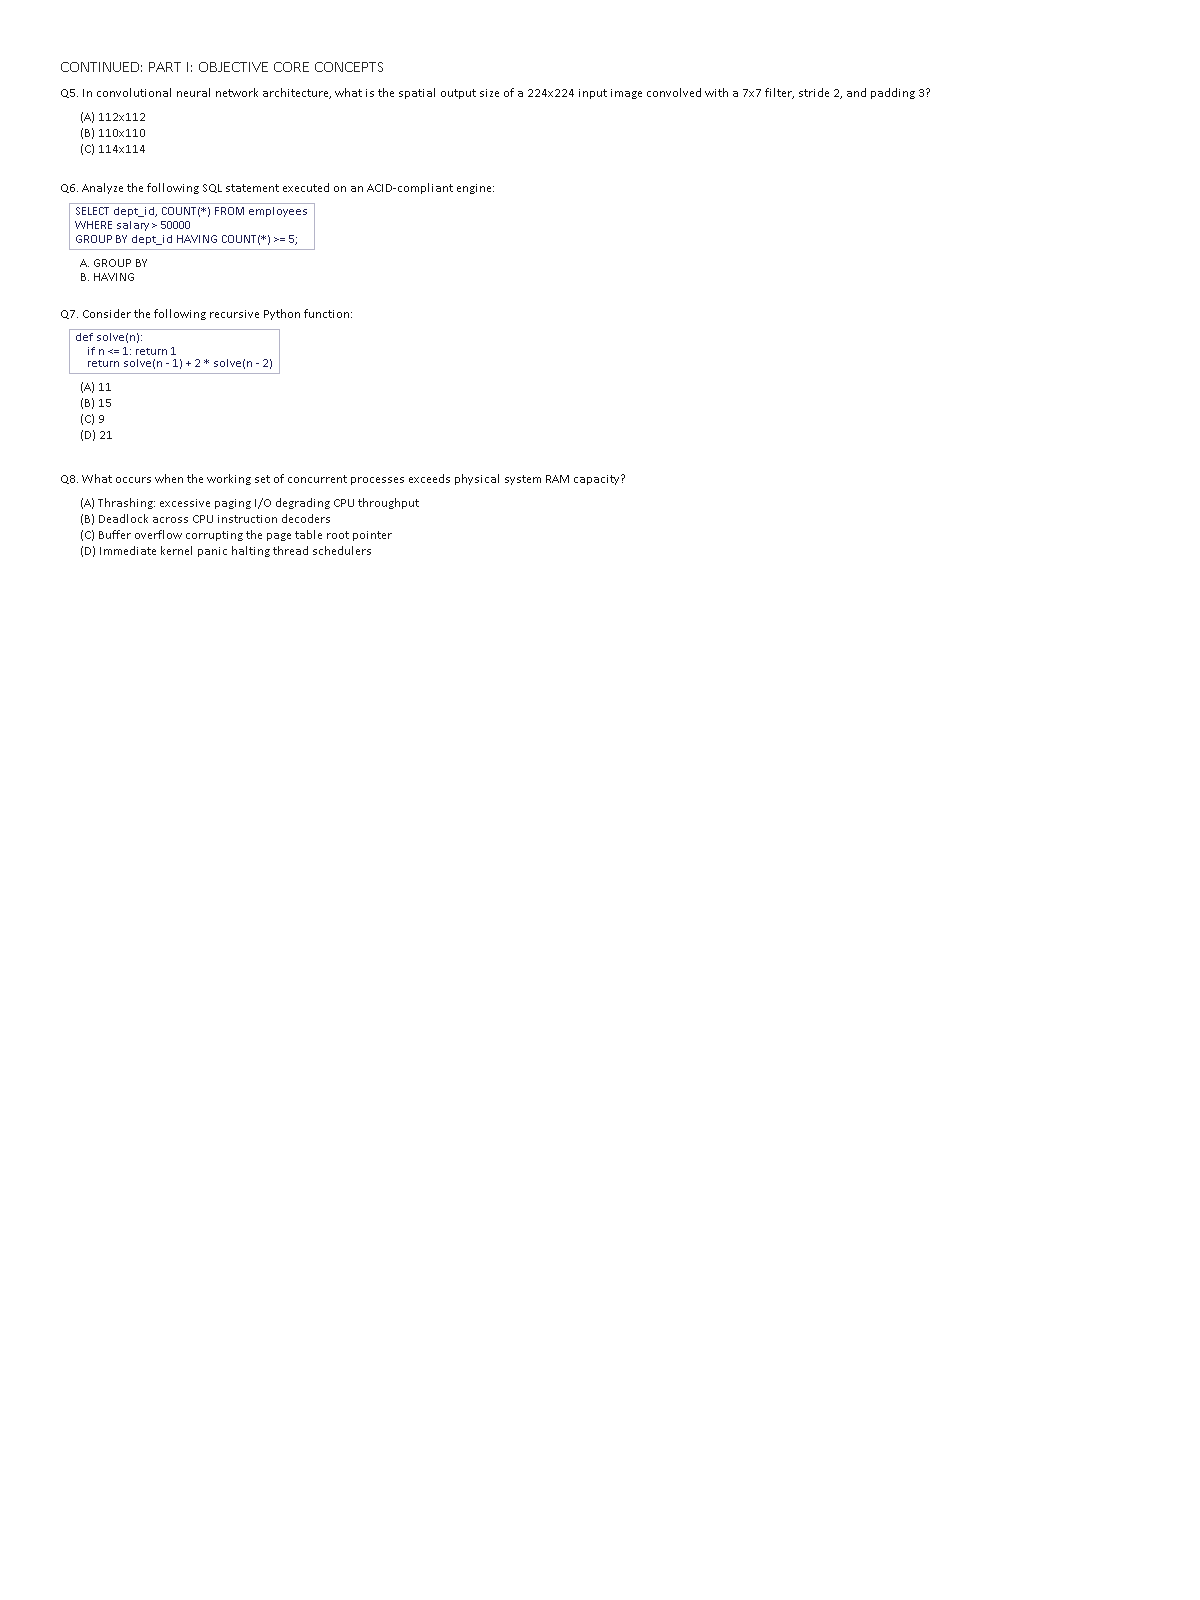 CONTINUED: PART I: OBJECTIVE CORE CONCEPTS
Q5. In convolutional neural network architecture, what is the spatial output size of a 224x224 input image convolved with a 7x7 filter, stride 2, and padding 3?
(A) 112x112
(B) 110x110
(C) 114x114
Q6. Analyze the following SQL statement executed on an ACID-compliant engine:
SELECT dept_id, COUNT(*) FROM employees
WHERE salary > 50000
GROUP BY dept_id HAVING COUNT(*) >= 5;
A. GROUP BY
B. HAVING
Q7. Consider the following recursive Python function:
def solve(n):
    if n <= 1: return 1
    return solve(n - 1) + 2 * solve(n - 2)
(A) 11
(B) 15
(C) 9
(D) 21
Q8. What occurs when the working set of concurrent processes exceeds physical system RAM capacity?
(A) Thrashing: excessive paging I/O degrading CPU throughput
(B) Deadlock across CPU instruction decoders
(C) Buffer overflow corrupting the page table root pointer
(D) Immediate kernel panic halting thread schedulers